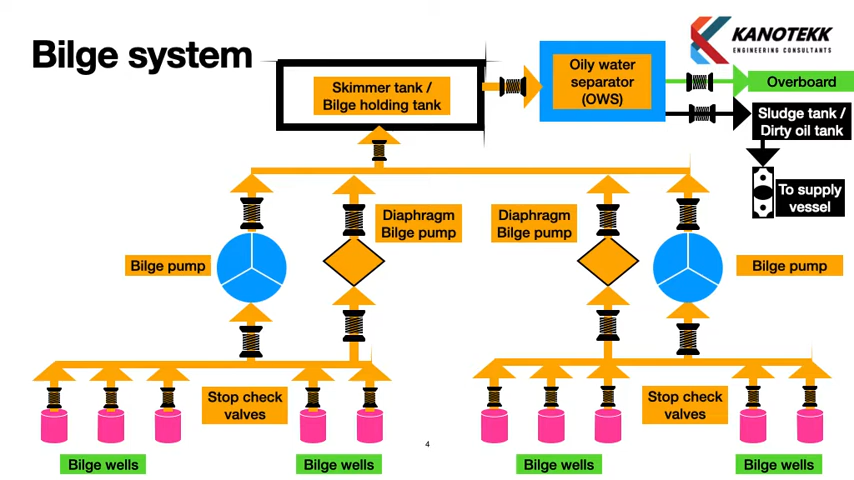 Bilge system
KANOTEKK
ENGINEERING CONSULTANTS
Skimmer tank /
Bilge holding tank
Oily water
separator
(OWS)
Overboard
Sludge tank /
Dirty oil tank
To supply
vessel
Diaphragm
Bilge pump
Diaphragm
Bilge pump
Bilge pump
Bilge pump
Stop check
valves
Stop check
valves
4
Bilge wells
Bilge wells
Bilge wells
Bilge wells